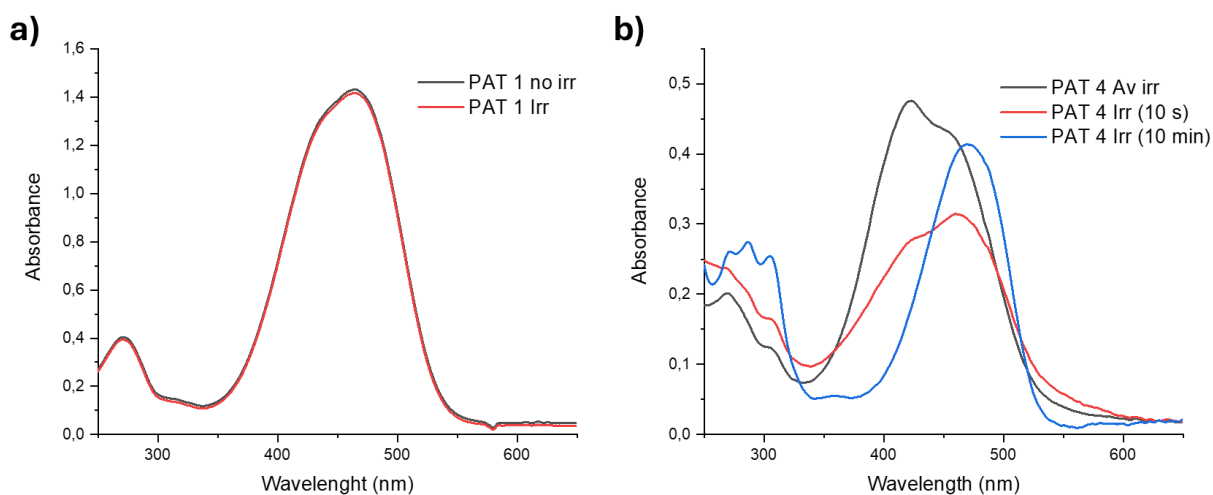 a)
1,6
1,4
1,2
1,0
0,8
0,6
0,4
0,2
0,0
300
400
500
600
Absorbance
Wavelenght (nm)
PAT 1 no irr
PAT 1 Irr
b)
0,5
0,4
0,3
0,2
0,1
0,0
300
400
500
600
Absorbance
Wavelength (nm)
PAT 4 Av irr
PAT 4 Irr (10 s)
PAT 4 Irr (10 min)